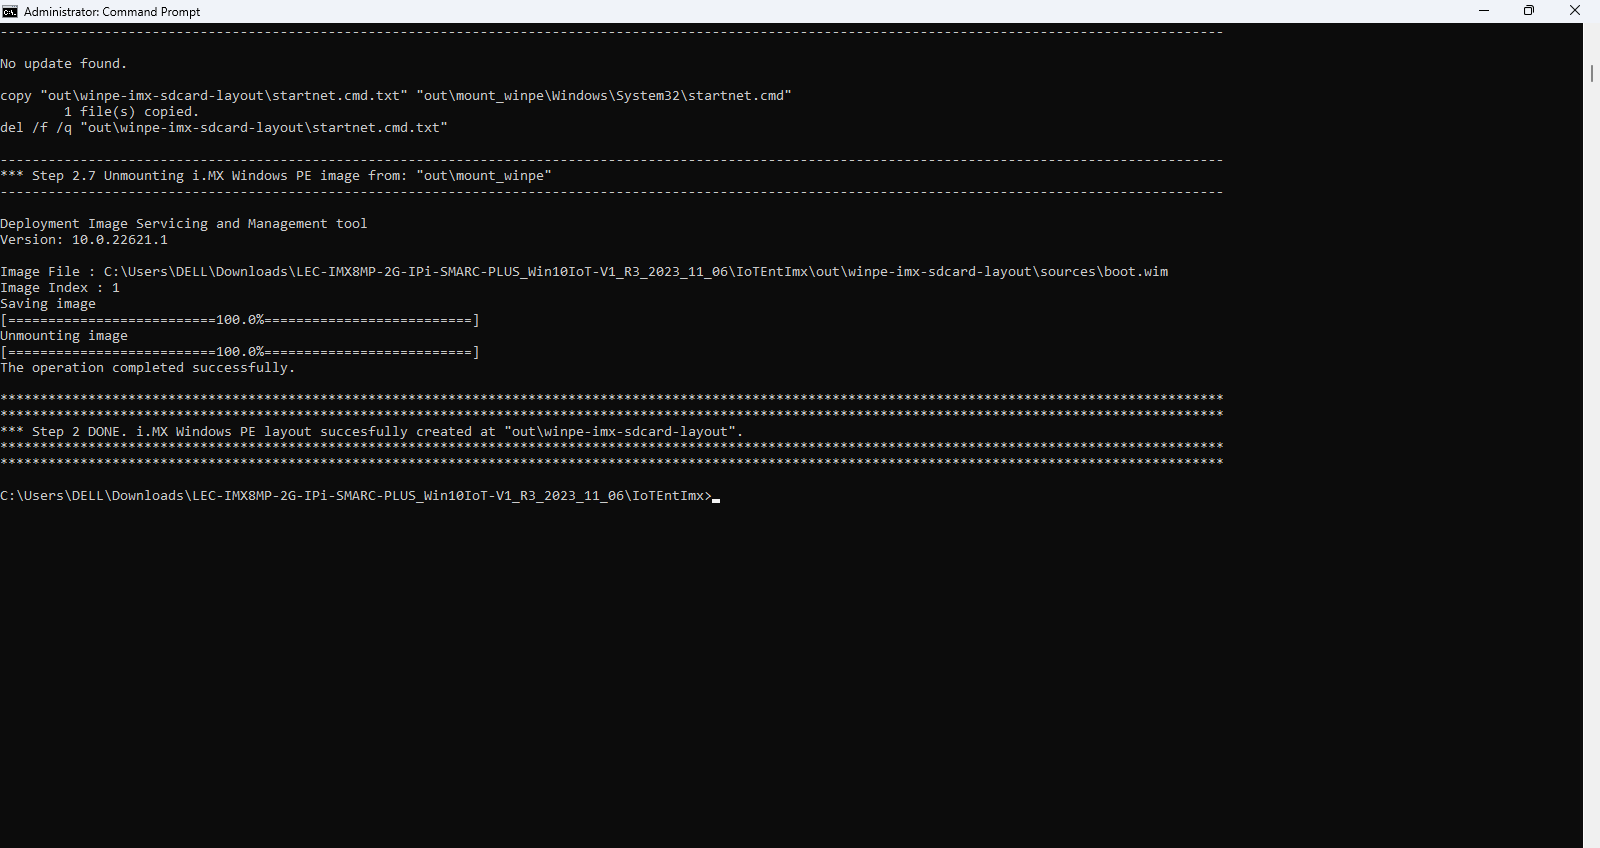 Administrator: Command Prompt
--------------------------------------------------------------------------------------------------------------------------------------------------------- 
No update found.
copy "out\winpe-imx-sdcard-layout\startnet.cmd.txt" "out\mount_winpe\Windows\System32\startnet.cmd"
1 file(s) copied.
del /f /q "out\winpe-imx-sdcard-layout\startnet.cmd.txt"
---------------------------------------------------------------------------------------------------------------------------------------------------------
*** Step 2.7 Unmounting i.MX Windows PE image from: "out\mount_winpe"
---------------------------------------------------------------------------------------------------------------------------------------------------------
Deployment Image Servicing and Management tool
Version: 10.0.22621.1
Image File : C:\Users\DELL\Downloads\LEC-IMX8MP-2G-IPi-SMARC-PLUS_Win10IoT-V1_R3_2023_11_06\IoTEntImx\out\winpe-imx-sdcard-layout\sources\boot.wim
Image Index : 1
Saving image
[==========================100.0%==========================]
Unmounting image
[==========================100.0%==========================]
The operation completed successfully.
*********************************************************************************************************************************************************
*********************************************************************************************************************************************************
*** Step 2 DONE. i.MX Windows PE layout succesfully created at "out\winpe-imx-sdcard-layout".
*********************************************************************************************************************************************************
*********************************************************************************************************************************************************
C:\Users\DELL\Downloads\LEC-IMX8MP-2G-IPi-SMARC-PLUS_Win10IoT-V1_R3_2023_11_06\IoTEntImx>